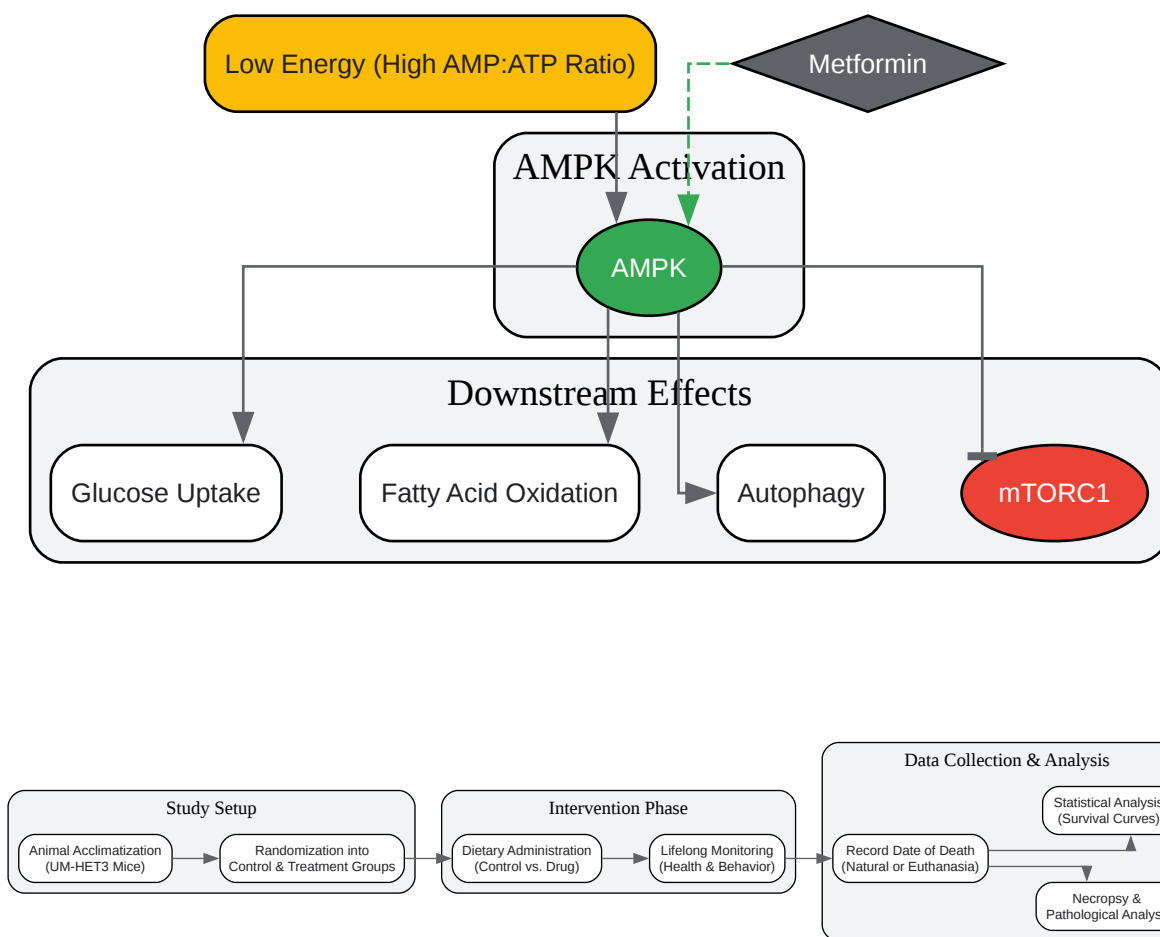 Low Energy (High AMP:ATP Ratio)
Metformin
AMPK Activation
AMPK
Downstream Effects
Glucose Uptake
Fatty Acid Oxidation
Autophagy
mTORC1
Data Collection & Analysis
Study Setup
Intervention Phase
Animal Acclimatization
(UM-HET3 Mice)
Randomization into
Control & Treatment Groups
Dietary Administration
(Control vs. Drug)
Lifelong Monitoring
(Health & Behavior)
Record Date of Death
(Natural or Euthanasia)
Statistical Analysis
(Survival Curves)
Necropsy &
Pathological